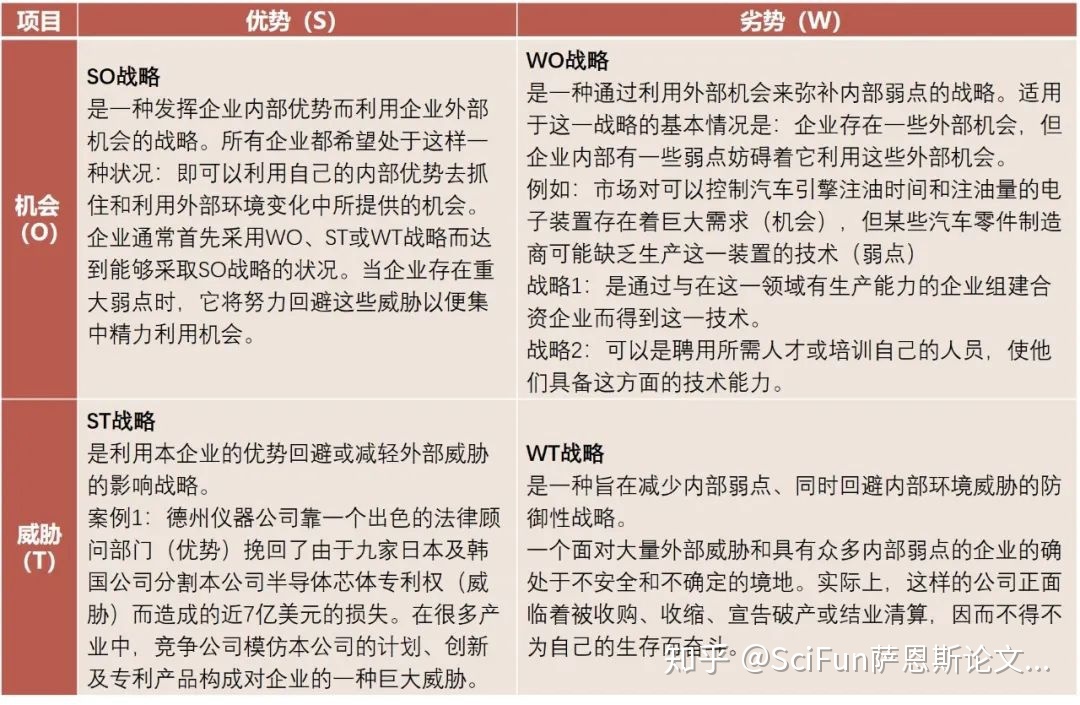 项目
优势（S）
劣势（W）
机会
（O）
SO战略
是一种发挥企业内部优势而利用企业外部
机会的战略。所有企业都希望处于这样一
种状况：即可以利用自己的内部优势去抓
住和利用外部环境变化中所提供的机会。
企业通常首先采用WO、ST或WT战略而达
到能够采取SO战略的状况。当企业存在重
大弱点时，它将努力回避这些威胁以便集
中精力利用机会。
WO战略
是一种通过利用外部机会来弥补内部弱点的战略。适用
于这一战略的基本情况是：企业存在一些外部机会，但
企业内部有一些弱点妨碍着它利用这些外部机会。
例如：市场对可以控制汽车引擎注油时间和注油量的电
子装置存在着巨大需求（机会），但某些汽车零件制造
商可能缺乏生产这一装置的技术（弱点）
战略1：是通过与在这一领域有生产能力的企业组建合
资企业而得到这一技术。
战略2：可以是聘用所需人才或培训自己的人员，使他
们具备这方面的技术能力。
威胁
（T）
ST战略
是利用本企业的优势回避或减轻外部威胁
的影响战略。
案例1：德州仪器公司靠一个出色的法律顾
问部门（优势）挽回了由于九家日本及韩
国公司分割本公司半导体芯体专利权（威
胁）而造成的近7亿美元的损失。在很多产
业中，竞争公司模仿本公司的计划、创新
及专利产品构成对企业的一种巨大威胁。
WT战略
是一种旨在减少内部弱点、同时回避内部环境威胁的防
御性战略。
一个面对大量外部威胁和具有众多内部弱点的企业的确
处于不安全和不确定的境地。实际上，这样的公司正面
临着被收购、收缩、宣告破产或结业清算，因而不得不
为自己的生存而奋斗。
知乎 @SciFun萨恩斯论文...